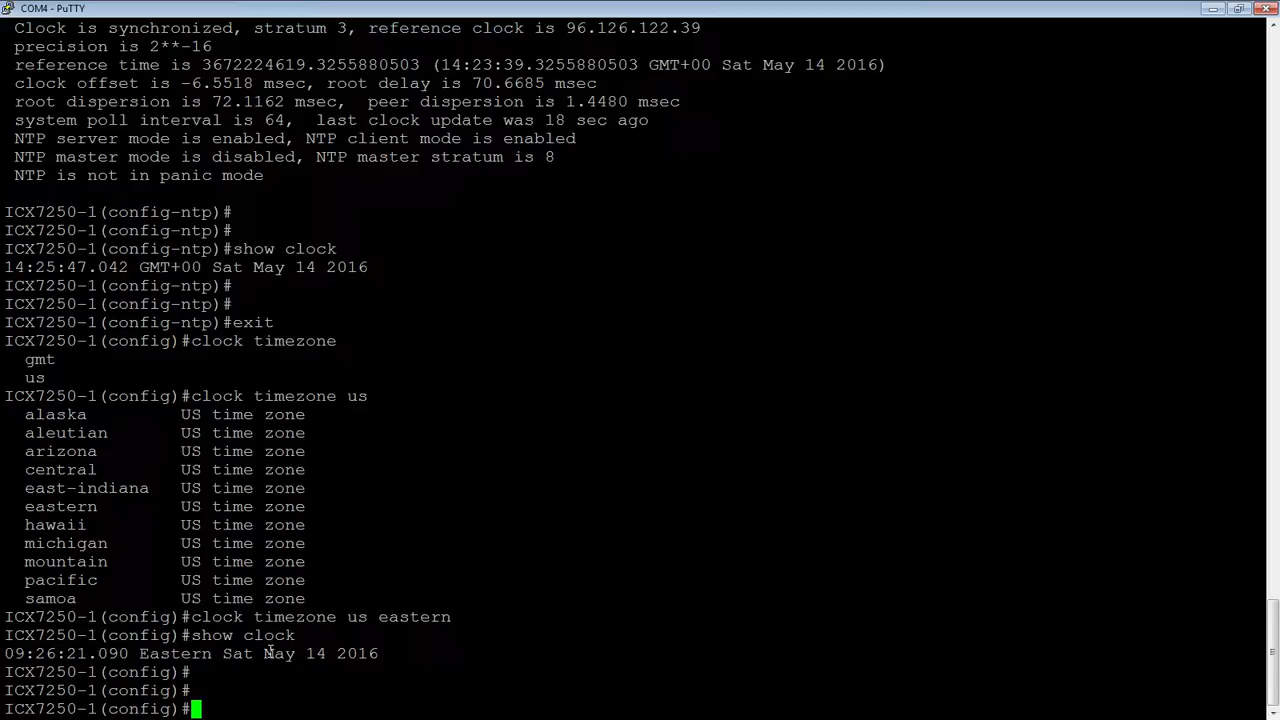 COM4 - PuTTY
Clock is synchronized, stratum 3, reference clock is 96.126.122.39
precision is 2**-16
reference time is 3672224619.3255880503 (14:23:39.3255880503 GMT+00 Sat May 14 2016)
clock offset is -6.5518 msec, root delay is 70.6685 msec
root dispersion is 72.1162 msec,  peer dispersion is 1.4480 msec
system poll interval is 64,  last clock update was 18 sec ago
NTP server mode is enabled, NTP client mode is enabled
NTP master mode is disabled, NTP master stratum is 8
NTP is not in panic mode
ICX7250-1(config-ntp)#
ICX7250-1(config-ntp)#
ICX7250-1(config-ntp)#show clock
14:25:47.042 GMT+00 Sat May 14 2016
ICX7250-1(config-ntp)#
ICX7250-1(config-ntp)#
ICX7250-1(config-ntp)#exit
ICX7250-1(config)#clock timezone
gmt
us
ICX7250-1(config)#clock timezone us
alaska         US time zone
aleutian       US time zone
arizona        US time zone
central        US time zone
east-indiana   US time zone
eastern        US time zone
hawaii         US time zone
michigan       US time zone
mountain       US time zone
pacific        US time zone
samoa          US time zone
ICX7250-1(config)#clock timezone us eastern
ICX7250-1(config)#show clock
09:26:21.090 Eastern Sat May 14 2016
ICX7250-1(config)#
ICX7250-1(config)#
ICX7250-1(config)#